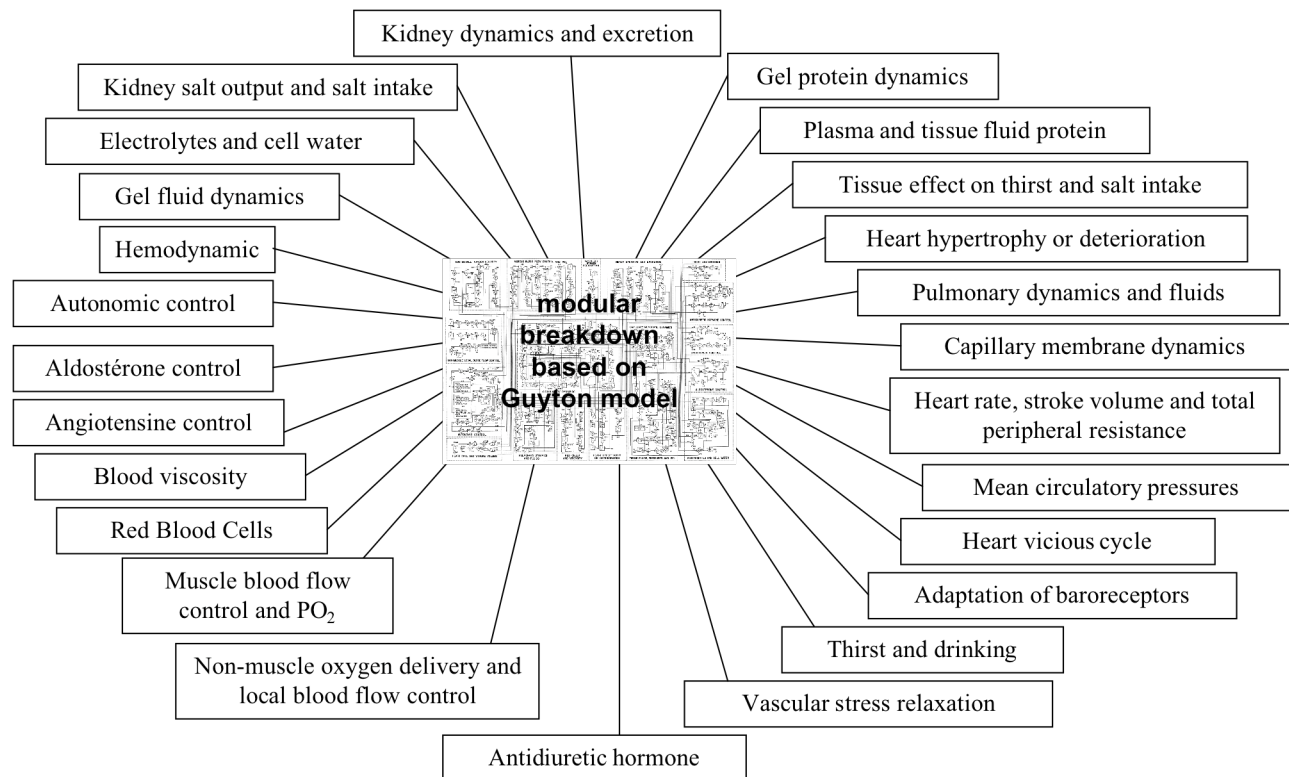 Kidney dynamics and excretion
Gel protein dynamics
Kidney salt output and salt intake
Plasma and tissue fluid protein
Electrolytes and cell water
Tissue effect on thirst and salt intake
Gel fluid dynamics
Heart hypertrophy or deterioration
Hemodynamic
Pulmonary dynamics and fluids
Autonomic control
Capillary membrane dynamics
Aldostérone control
Heart rate, stroke volume and total
peripheral resistance
Angiotensine control
Mean circulatory pressures
Blood viscosity
Heart vicious cycle
Red Blood Cells
Adaptation of baroreceptors
Muscle blood flow
control and PO₂
Thirst and drinking
Non-muscle oxygen delivery and
local blood flow control
Vascular stress relaxation
Antidiuretic hormone
modular
breakdown
based on
Guyton model